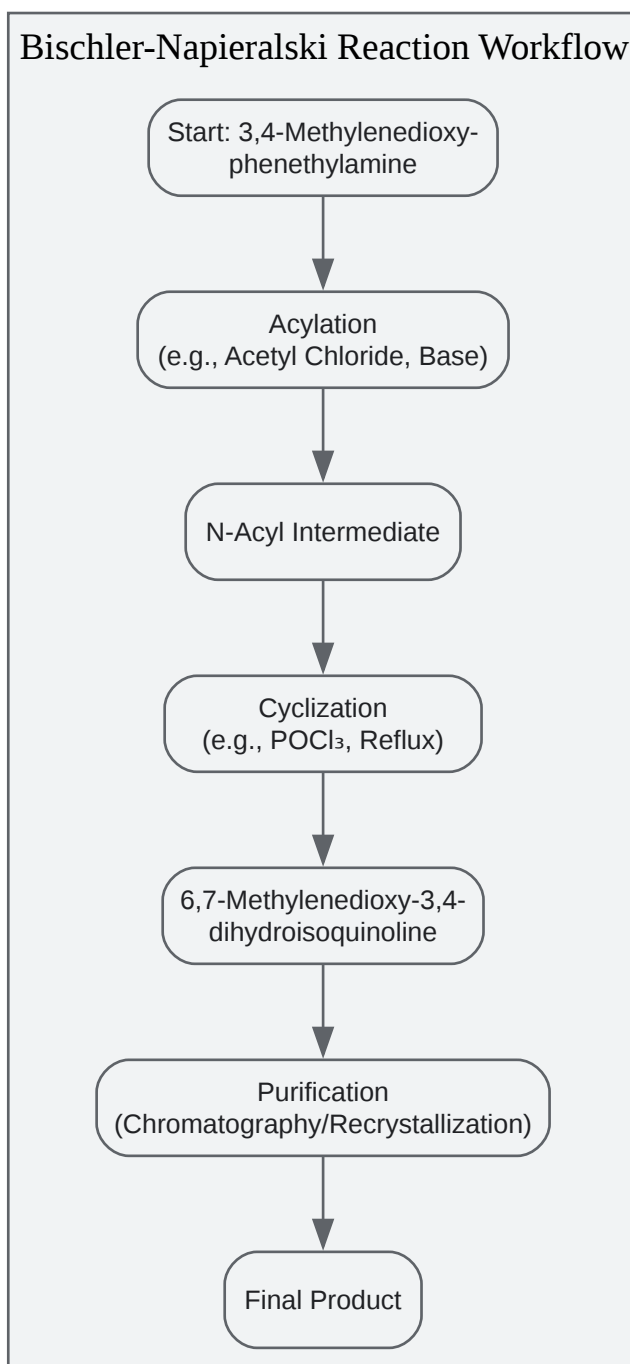 Bischler-Napieralski Reaction Workflow
Start: 3,4-Methylenedioxy-
phenethylamine
Acylation
(e.g., Acetyl Chloride, Base)
N-Acyl Intermediate
Cyclization
(e.g., POCl₃, Reflux)
6,7-Methylenedioxy-3,4-
dihydroisoquinoline
Purification
(Chromatography/Recrystallization)
Final Product